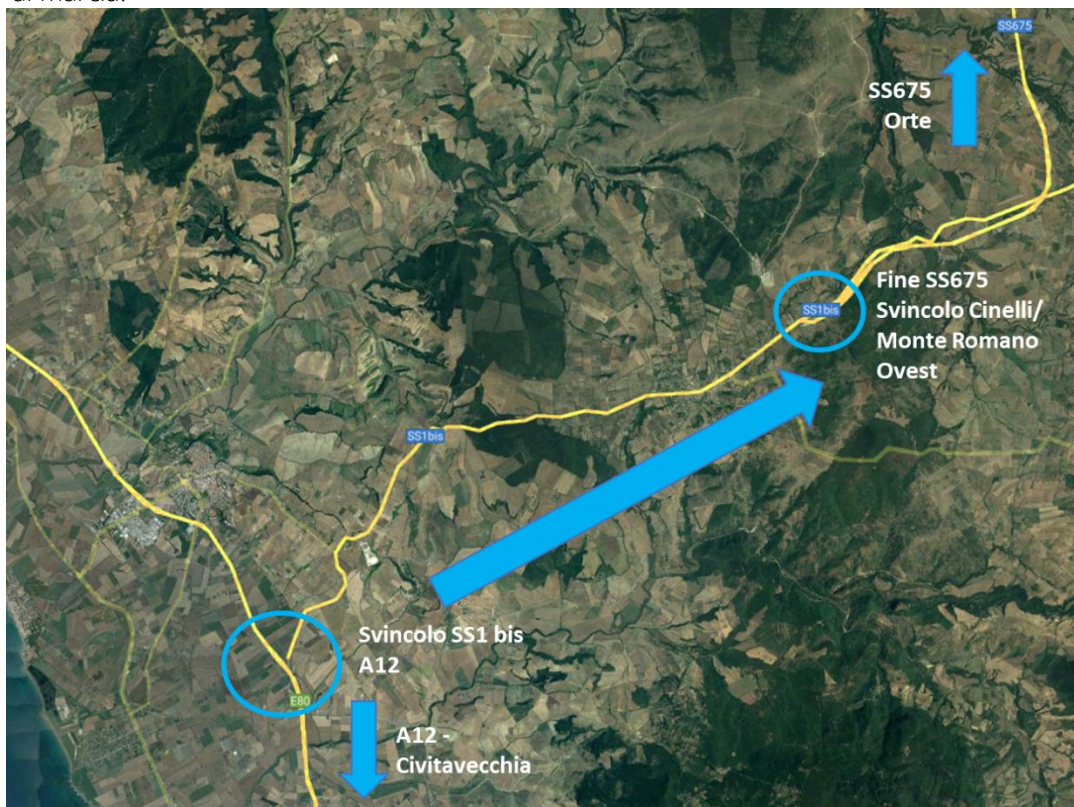 SS675
SS675
Orte
Fine SS675
Svincolo Cinelli/
Monte Romano
Ovest
SS1bis
SS1bis
Svincolo SS1 bis
A12
E80
A12 -
Civitavecchia